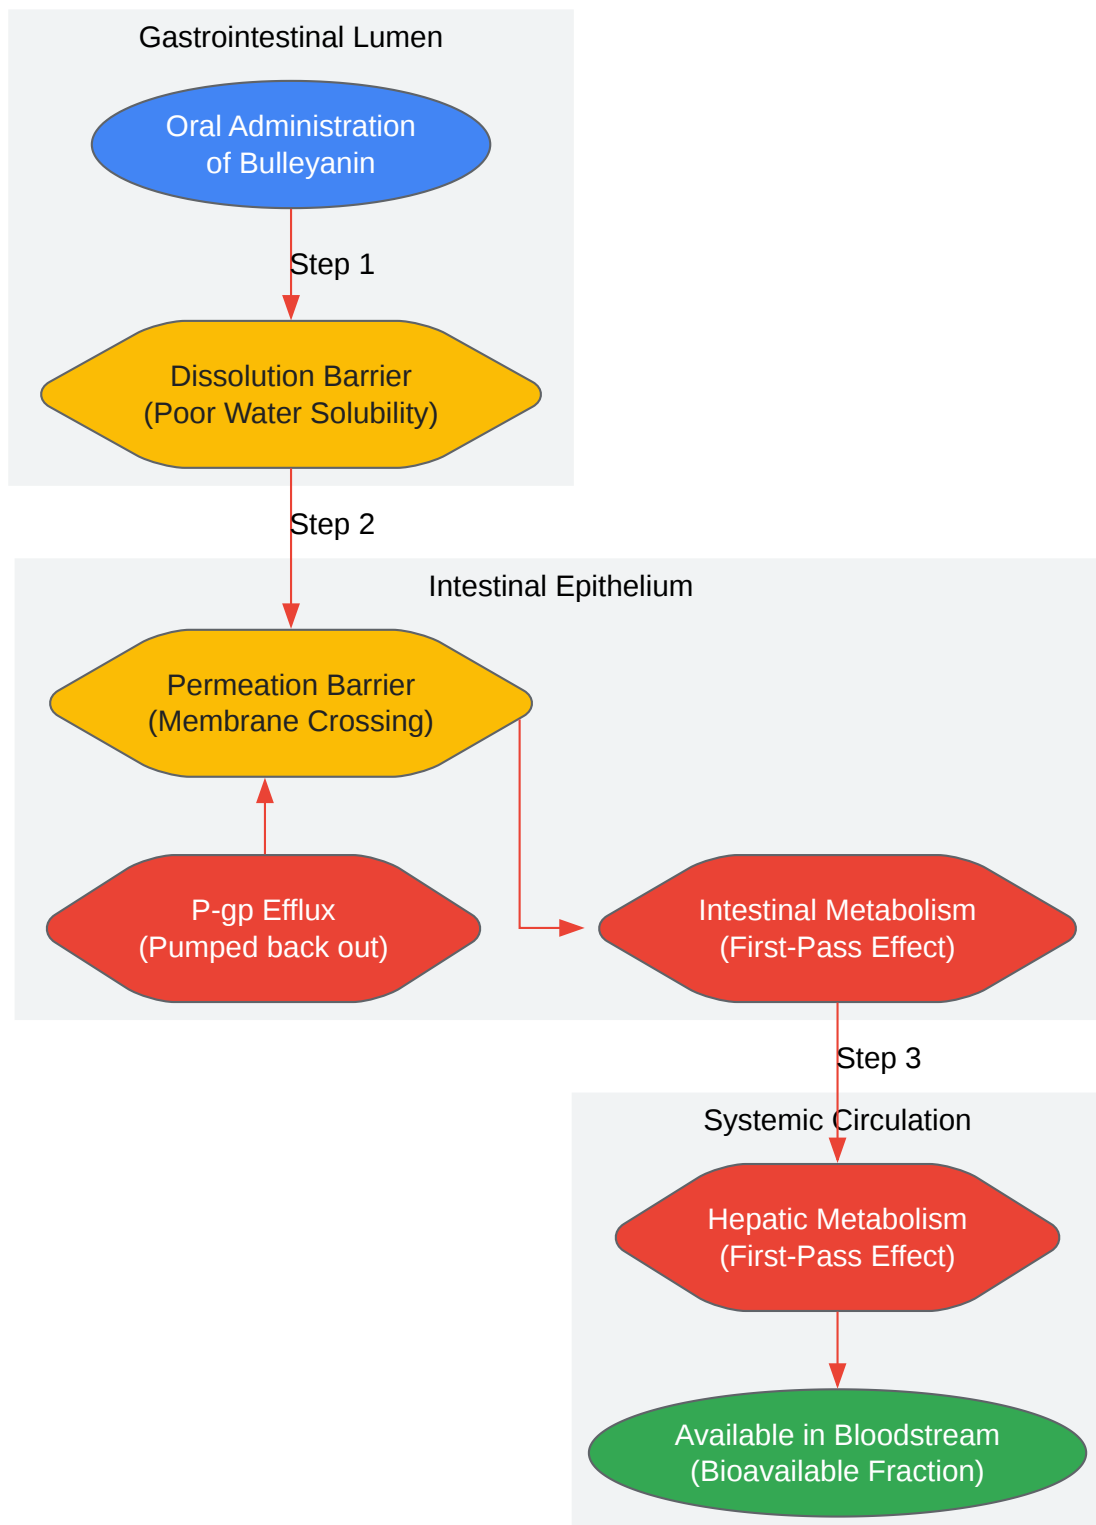 Gastrointestinal Lumen
Oral Administration
of Bulleyanin
Step 1
Dissolution Barrier
(Poor Water Solubility)
Step 2
Intestinal Epithelium
Permeation Barrier
(Membrane Crossing)
P-gp Efflux
(Pumped back out)
Intestinal Metabolism
(First-Pass Effect)
Step 3
Systemic Circulation
Hepatic Metabolism
(First-Pass Effect)
Available in Bloodstream
(Bioavailable Fraction)